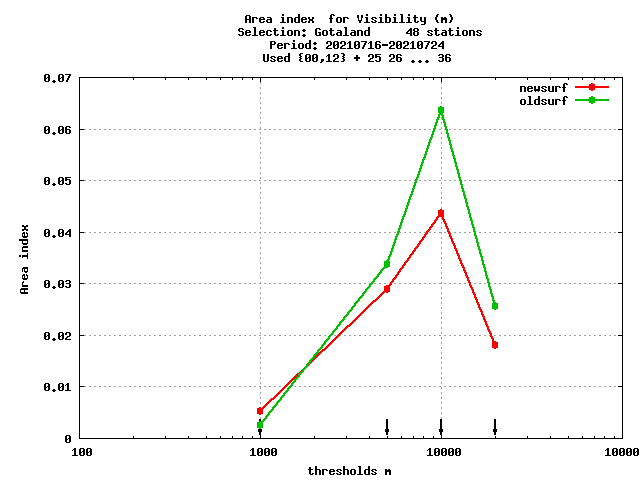 Area index  for Visibility (m)
Selection: Gotaland     48 stations
Period: 20210716-20210724
Used {00,12} + 25 26 ... 36
newsurf
oldsurf
0.07
0.06
0.05
0.04
0.03
0.02
0.01
0
Area index
100
1000
10000
10000
thresholds m